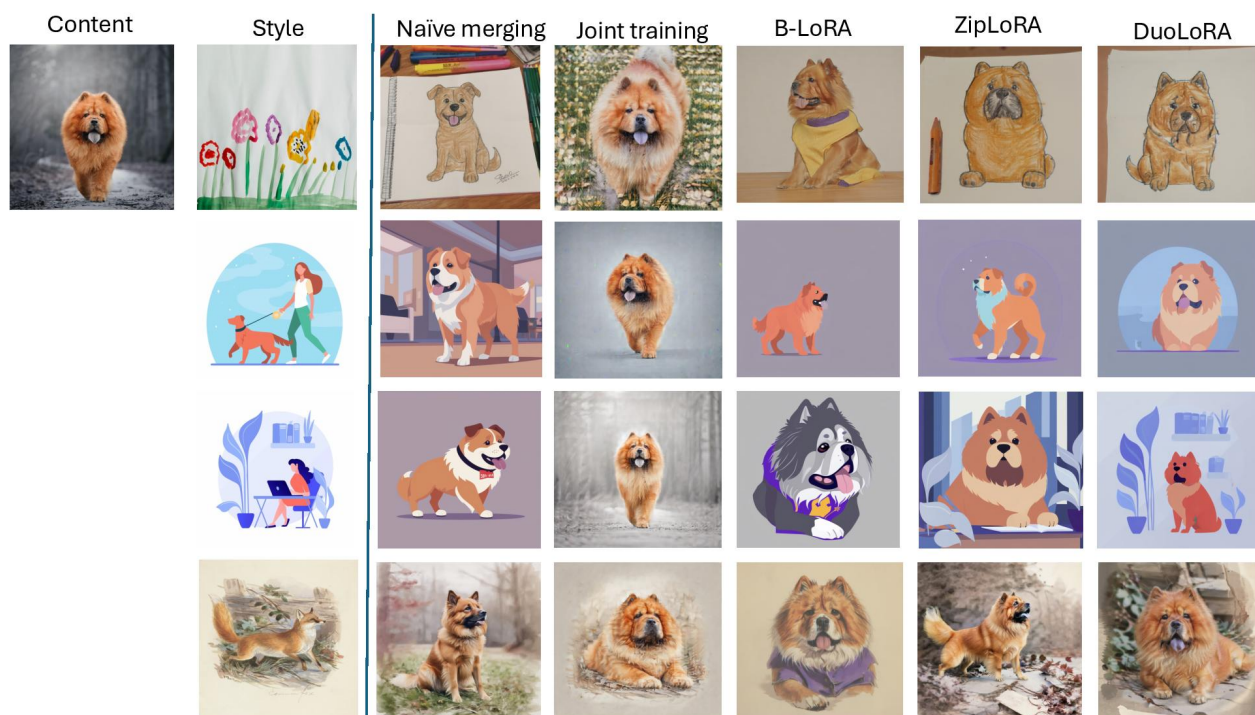 Content
Style
Naïve merging
Joint training
B-LoRA
ZipLoRA
DuoLoRA